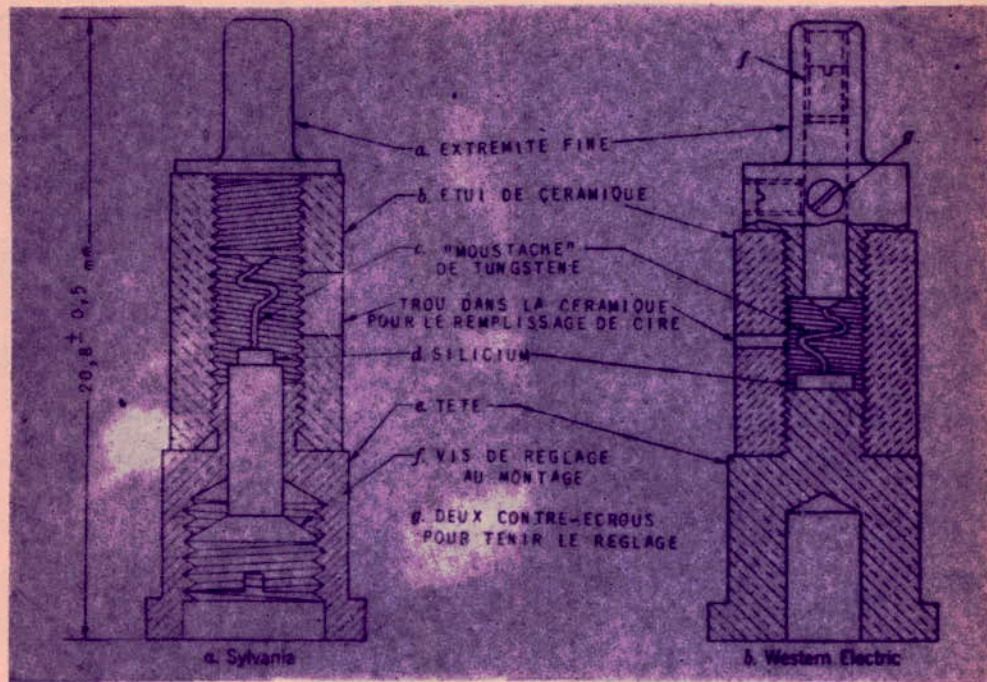 f
g
a. EXTREMITÉ FINE
b. ETUI DE CERAMIQUE
c. "MOUSTACHE"
DE TUNGSTENE
TROU DANS LA CERAMIQUE
POUR LE REMPLISSAGE DE CIRE
d. SILICIUM
e. TETE
f. VIS DE REGLAGE
AU MONTAGE
g. DEUX CONTRE-ECROUS
POUR TENIR LE REGLAGE
20,8 ± 0,5 mm
a. Sylvania
b. Western Electric